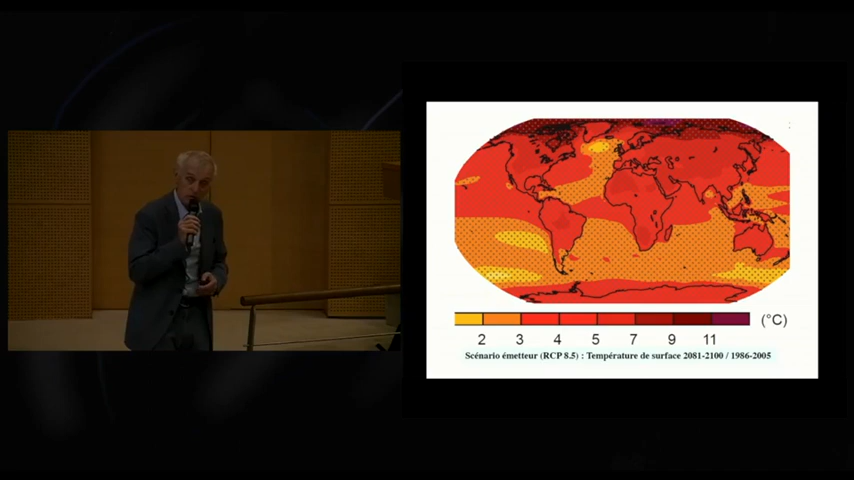 (°C)
2 3 4 5 7 9 11
Scénario émetteur (RCP 8.5) : Température de surface 2081-2100 / 1986-2005